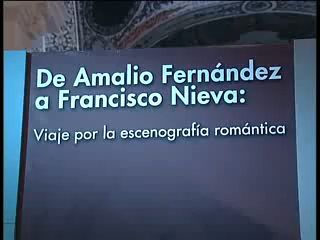 De Amalio Fernández
a Francisco Nieva:
Viaje por la escenografía romántica